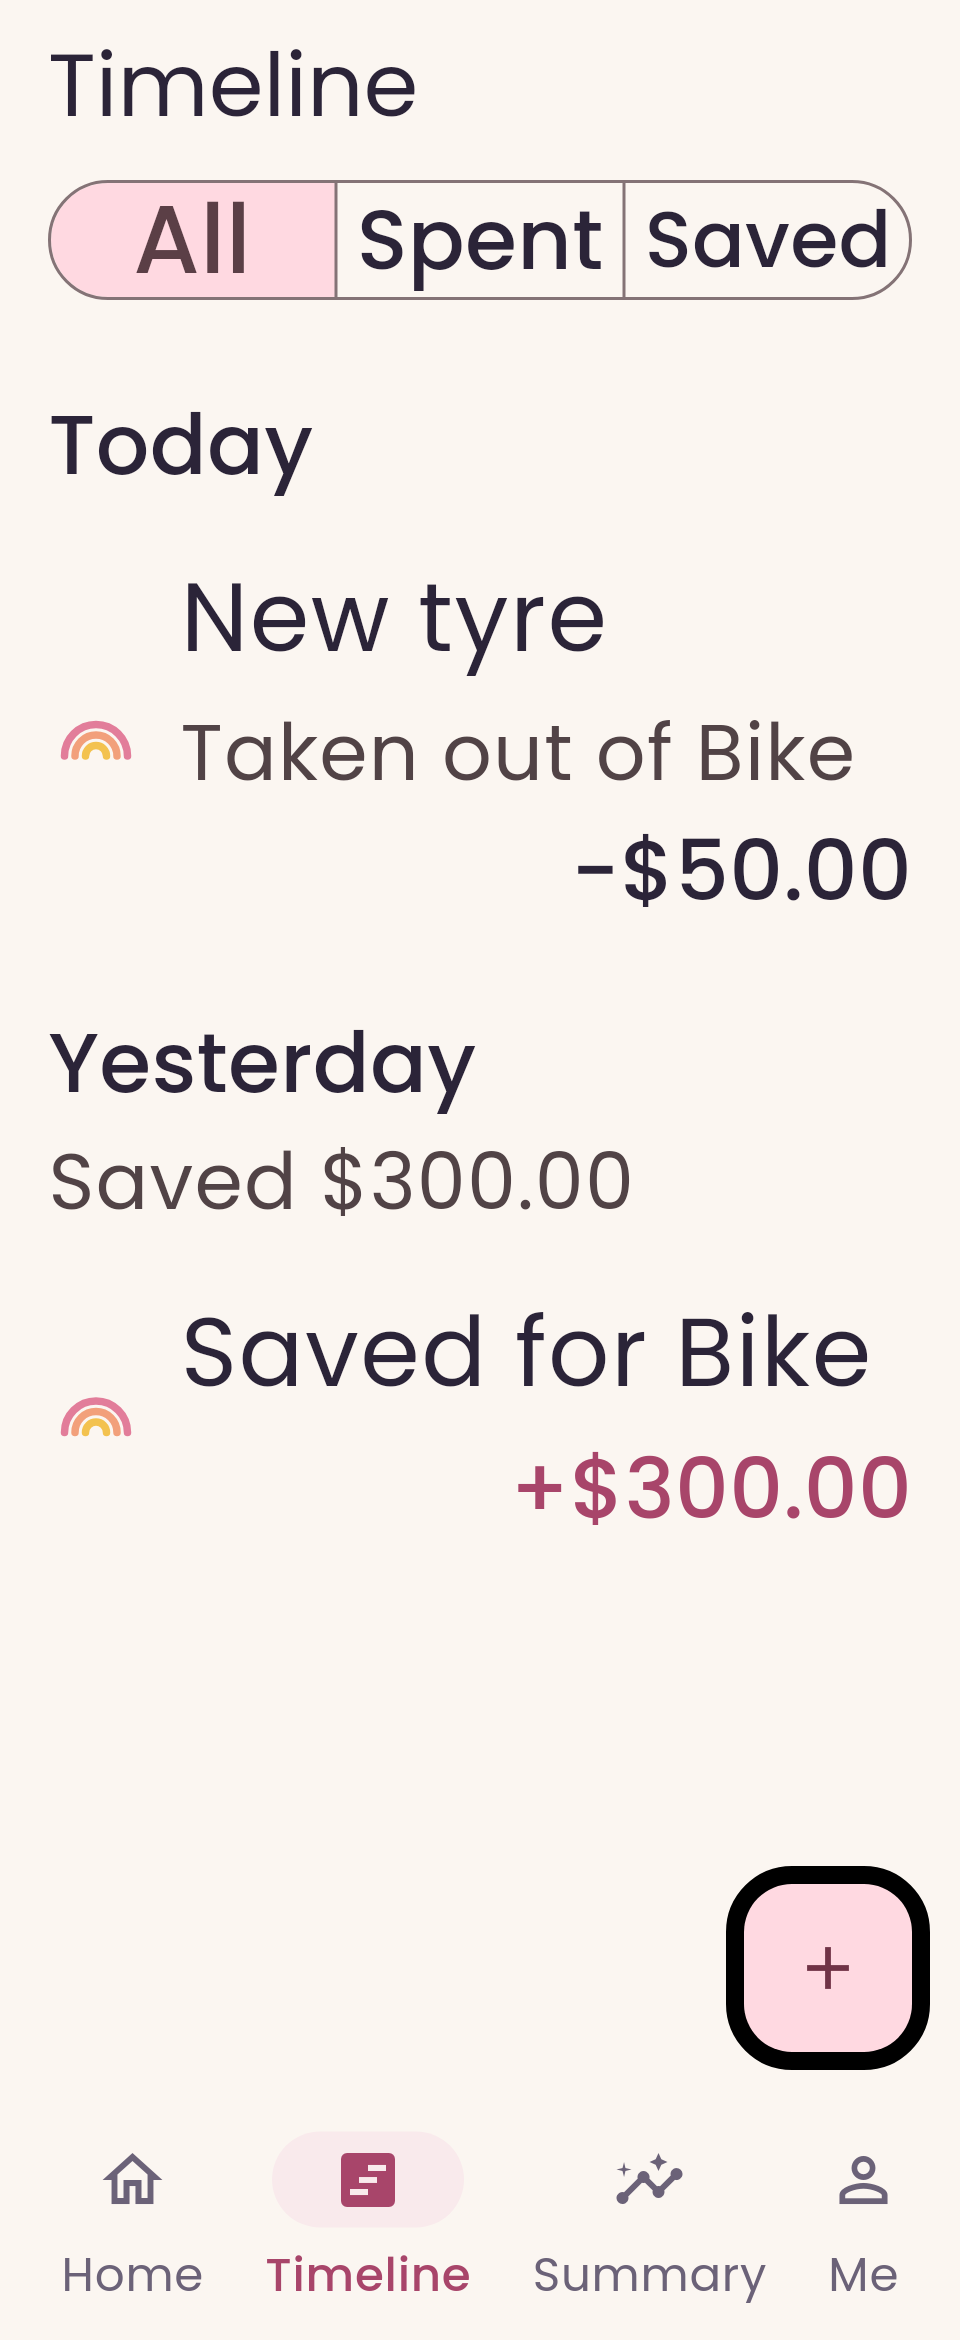 Timeline
All Spent Saved
Today
New tyre
Taken out of Bike
-$50.00
Yesterday
Saved $300.00
Saved for Bike
+$300.00
+
Home Timeline Summary Me